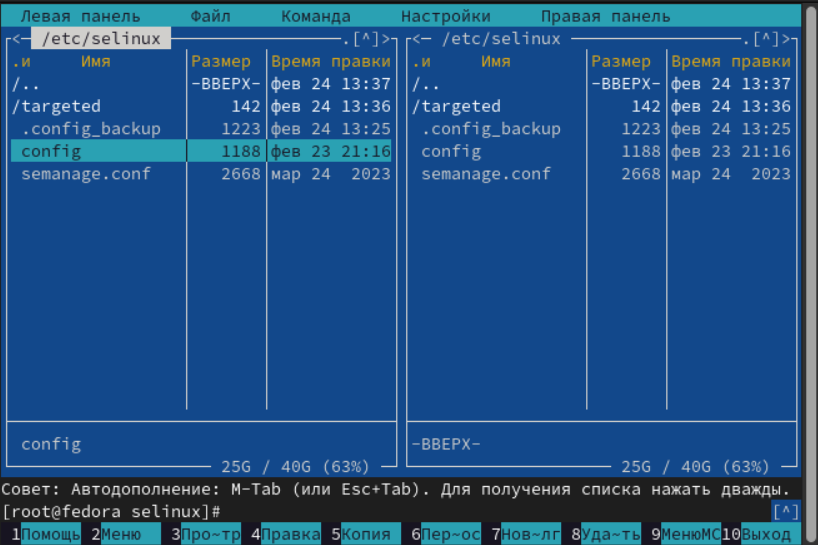 Левая панель Файл Команда Настройки Правая панель
<─ /etc/selinux ─.[^]> <─ /etc/selinux ─.[^]>
.и Имя Размер Время правки .и Имя Размер Время правки
/.. -ВВЕРХ- фев 24 13:37 /.. -ВВЕРХ- фев 24 13:37
/targeted 142 фев 24 13:36 /targeted 142 фев 24 13:36
.config_backup 1223 фев 24 13:25 .config_backup 1223 фев 24 13:25
config 1188 фев 23 21:16 config 1188 фев 23 21:16
semanage.conf 2668 мар 24 2023 semanage.conf 2668 мар 24 2023
config -ВВЕРХ-
25G / 40G (63%) 25G / 40G (63%)
Совет: Автодополнение: M-Tab (или Esc+Tab). Для получения списка нажать дважды.
[root@fedora selinux]# [^]
1Помощь 2Меню 3Про~тр 4Правка 5Копия 6Пер~ос 7Нов~лг 8Уда~ть 9МенюMC 10Выход